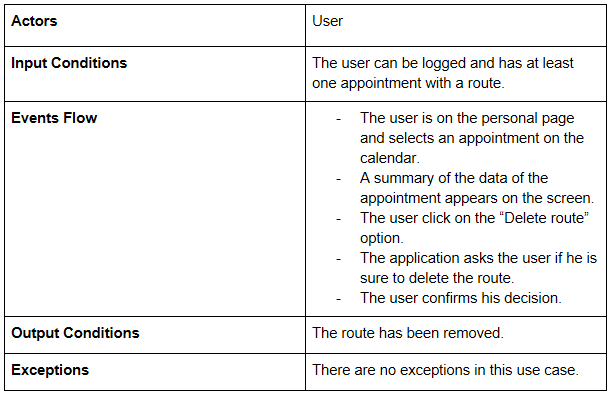 Actors
User
Input Conditions
The user can be logged and has at least
one appointment with a route.
Events Flow
- The user is on the personal page
and selects an appointment on the
calendar.
- A summary of the data of the
appointment appears on the screen.
- The user click on the “Delete route”
option.
- The application asks the user if he is
sure to delete the route.
- The user confirms his decision.
Output Conditions
The route has been removed.
Exceptions
There are no exceptions in this use case.